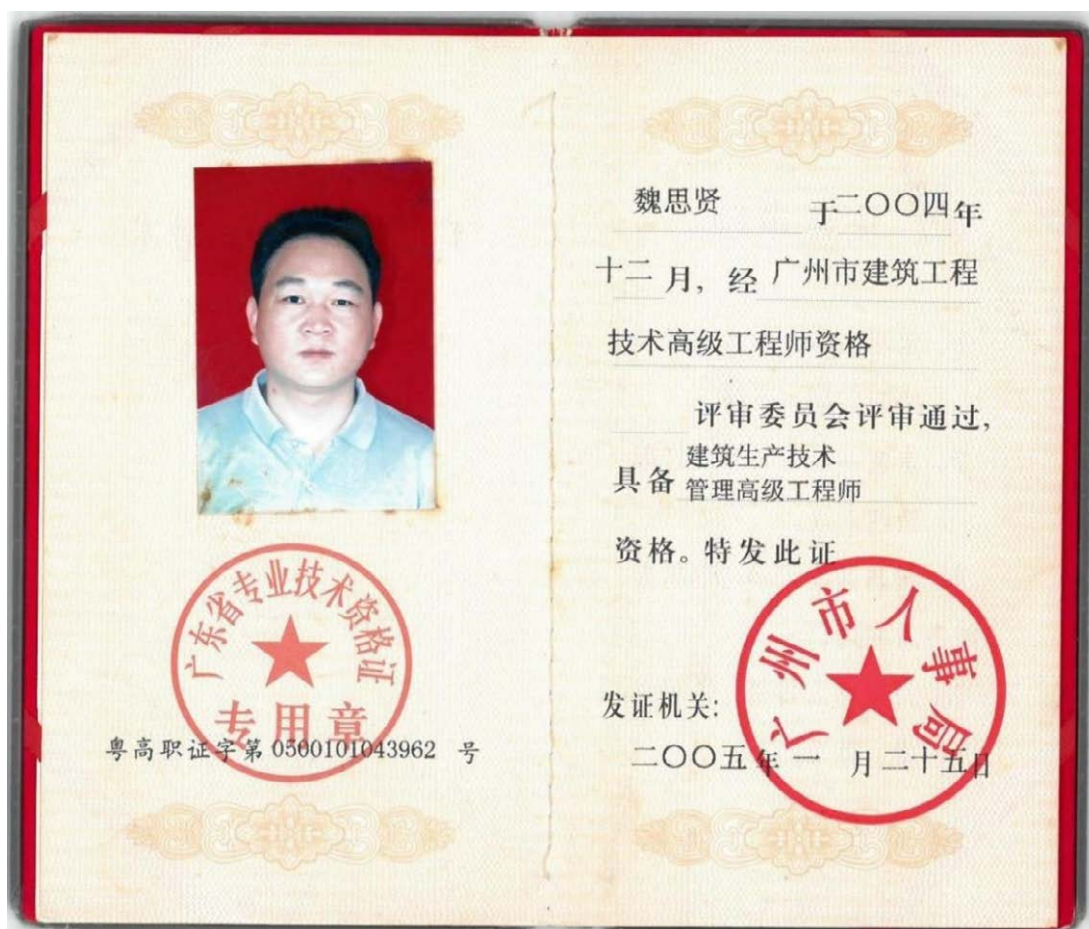 广东省专业技术资格证
专用章
粤高职证字第 0500101043962 号
魏思贤 于二〇〇四年
十二月, 经 广州市建筑工程
技术高级工程师资格
评审委员会评审通过,
具备 建筑生产技术
管理高级工程师
资格。特发此证
广州市人事局
发证机关:
二〇〇五年一月二十五日